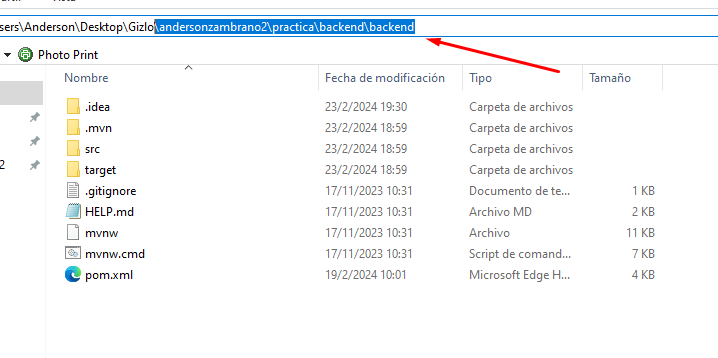 sers\Anderson\Desktop\Gizlo\andersonzambrano2\practica\backend\backend
Photo Print
Nombre Fecha de modificación Tipo Tamaño
.idea 23/2/2024 19:30 Carpeta de archivos
.mvn 23/2/2024 18:59 Carpeta de archivos
src 23/2/2024 18:59 Carpeta de archivos
2 target 23/2/2024 18:59 Carpeta de archivos
.gitignore 17/11/2023 10:31 Documento de te... 1 KB
HELP.md 17/11/2023 10:31 Archivo MD 2 KB
mvnw 17/11/2023 10:31 Archivo 11 KB
mvnw.cmd 17/11/2023 10:31 Script de comand... 7 KB
pom.xml 19/2/2024 10:01 Microsoft Edge H... 4 KB